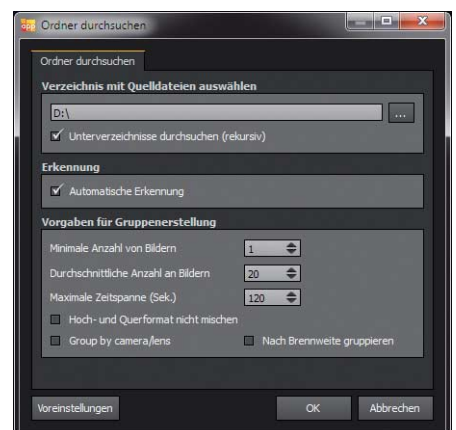 Ordner durchsuchen
Ordner durchsuchen
Verzeichnis mit Quelldateien auswählen
D:\
...
Unterverzeichnisse durchsuchen (rekursiv)
Erkennung
Automatische Erkennung
Vorgaben für Gruppenerstellung
Minimale Anzahl von Bildern 1
Durchschnittliche Anzahl an Bildern 20
Maximale Zeitspanne (Sek.) 120
Hoch- und Querformat nicht mischen
Group by camera/lens Nach Brennweite gruppieren
Voreinstellungen OK Abbrechen